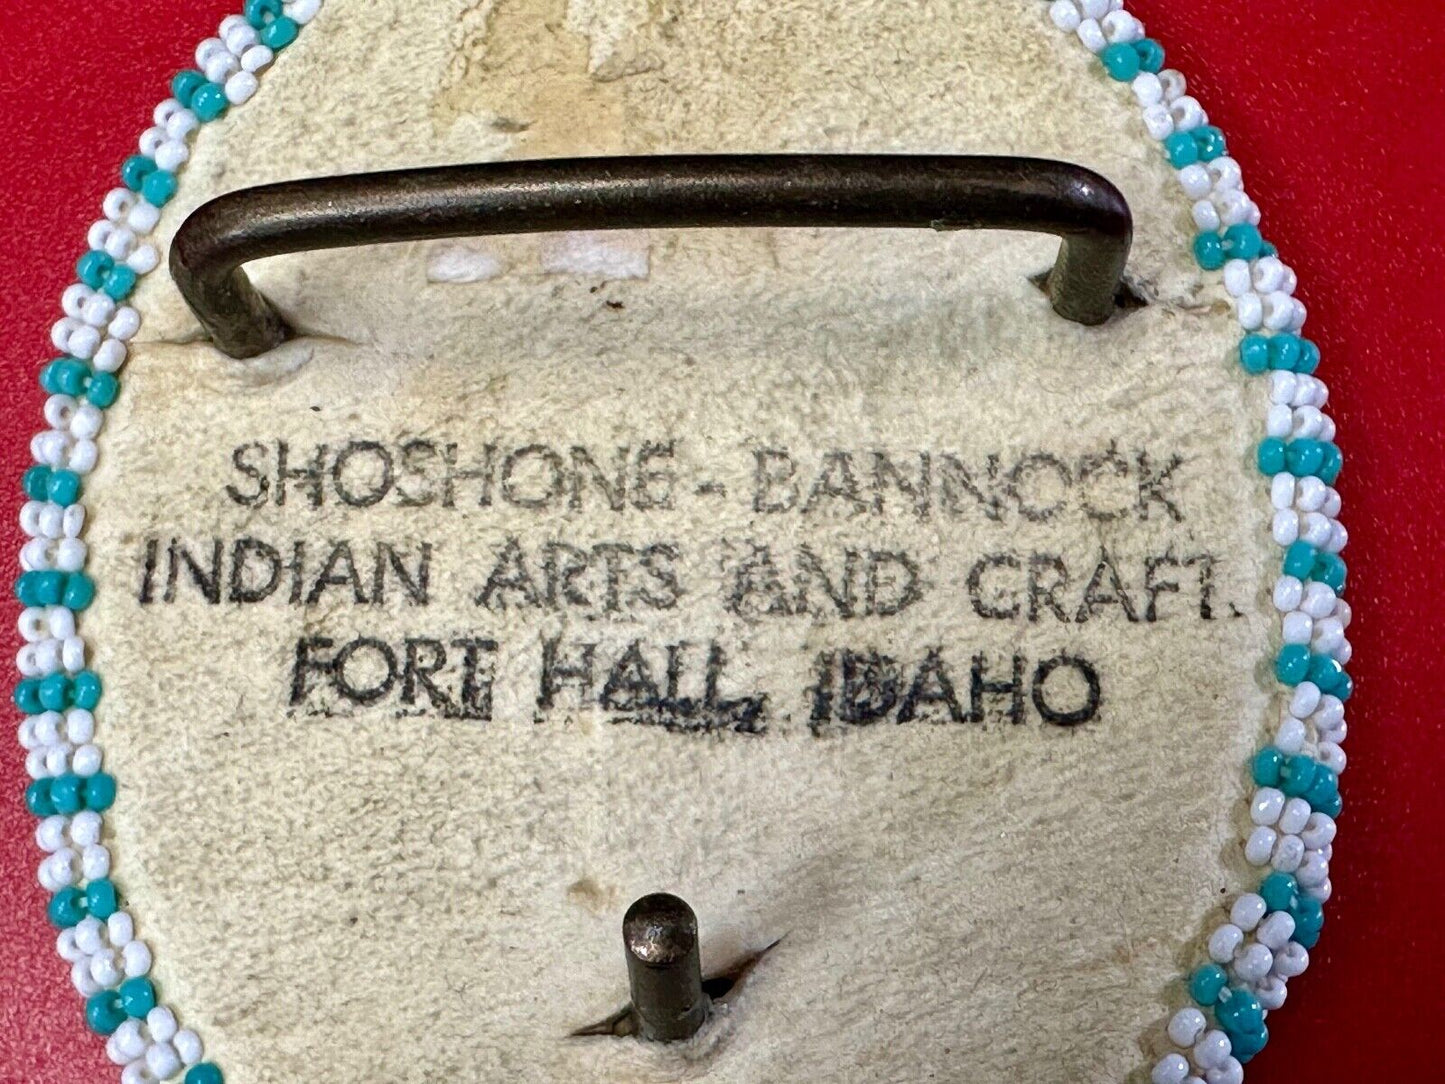 SHOSHONE - BANNOCK
INDIAN ARTS AND CRAFT.
FORT HALL, IDAHO